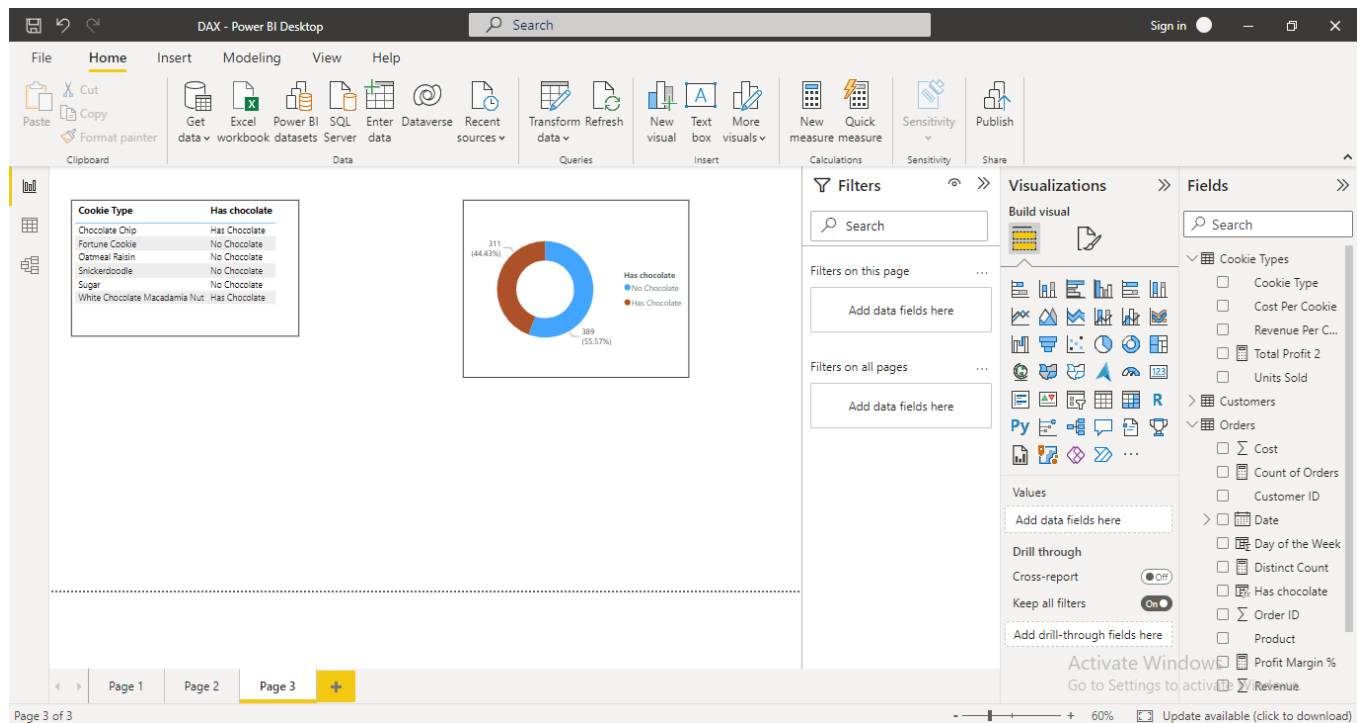 DAX - Power BI Desktop
Search
Sign in
File Home Insert Modeling View Help
Paste
Cut
Copy
Format painter
Clipboard
Get data
Excel workbook
Power BI datasets
SQL Server
Enter data
Dataverse
Recent sources
Data
Transform data
Refresh
Queries
New visual
Text box
More visuals
Insert
New measure
Quick measure
Calculations
Sensitivity
Sensitivity
Publish
Share
Cookie Type Has chocolate
Chocolate Chip Has Chocolate
Fortune Cookie No Chocolate
Oatmeal Raisin No Chocolate
Snickerdoodle No Chocolate
Sugar No Chocolate
White Chocolate Macadamia Nut Has Chocolate
311
(44.43%)
389
(55.57%)
Has chocolate
No Chocolate
Has Chocolate
Filters
Search
Filters on this page
Add data fields here
Filters on all pages
Add data fields here
Visualizations
Build visual
123
R
Py
Values
Add data fields here
Drill through
Cross-report Off
Keep all filters On
Add drill-through fields here
Fields
Search
Cookie Types
Cookie Type
Cost Per Cookie
Revenue Per C...
Total Profit 2
Units Sold
Customers
Orders
Cost
Count of Orders
Customer ID
Date
Day of the Week
Distinct Count
Has chocolate
Order ID
Product
Profit Margin %
Revenue
Activate Windows
Go to Settings to activate Windows.
Page 1 Page 2 Page 3 +
Page 3 of 3
- + 60% Update available (click to download)